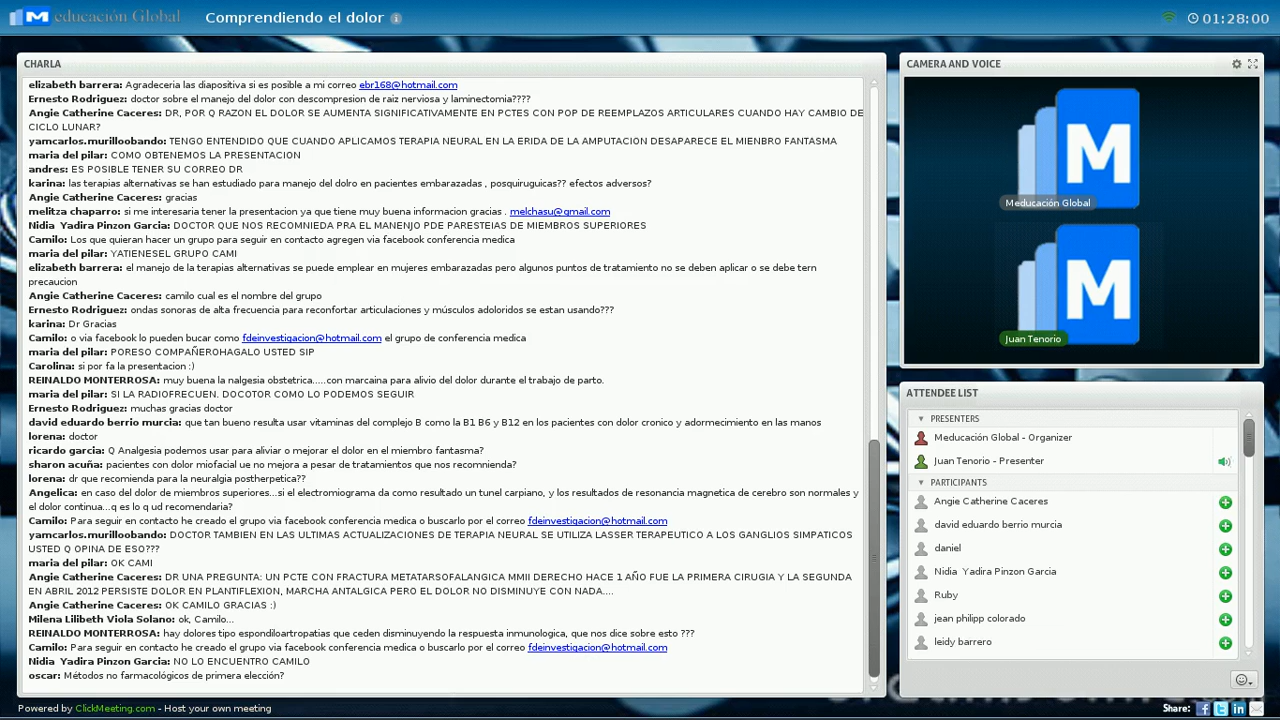 M educación Global
Comprendiendo el dolor
01:28:00
CHARLA
elizabeth barrera: Agradeceria las diapositiva si es posible a mi correo ebr168@hotmail.com
Ernesto Rodriguez: doctor sobre el manejo del dolor con descompresion de raiz nerviosa y laminectomia????
Angie Catherine Caceres: DR, POR Q RAZON EL DOLOR SE AUMENTA SIGNIFICATIVAMENTE EN PCTES CON POP DE REEMPLAZOS ARTICULARES CUANDO HAY CAMBIO DE
CICLO LUNAR?
yamcarlos.murilloobando: TENGO ENTENDIDO QUE CUANDO APLICAMOS TERAPIA NEURAL EN LA ERIDA DE LA AMPUTACION DESAPARECE EL MIENBRO FANTASMA
maria del pilar: COMO OBTENEMOS LA PRESENTACION
andres: ES POSIBLE TENER SU CORREO DR
karina: las terapias alternativas se han estudiado para manejo del dolro en pacientes embarazadas , posquiruguicas?? efectos adversos?
Angie Catherine Caceres: gracias
melitza chaparro: si me interesaria tener la presentacion ya que tiene muy buena informacion gracias . melchasu@gmail.com
Nidia  Yadira Pinzon Garcia: DOCTOR QUE NOS RECOMNIEDA PRA EL MANENJO PDE PARESTEIAS DE MIEMBROS SUPERIORES
Camilo: Los que quieran hacer un grupo para seguir en contacto agregen via facebook conferencia medica
maria del pilar: YATIENESEL GRUPO CAMI
elizabeth barrera: el manejo de la terapias alternativas se puede emplear en mujeres embarazadas pero algunos puntos de tratamiento no se deben aplicar o se debe tern
precaucion
Angie Catherine Caceres: camilo cual es el nombre del grupo
Ernesto Rodriguez: ondas sonoras de alta frecuencia para reconfortar articulaciones y músculos adoloridos se estan usando???
karina: Dr Gracias
Camilo: o via facebook lo pueden bucar como fdeinvestigacion@hotmail.com el grupo de conferencia medica
maria del pilar: PORESO COMPAÑEROHAGALO USTED SIP
Carolina: si por fa la presentacion :)
REINALDO MONTERROSA: muy buena la nalgesia obstetrica.....con marcaina para alivio del dolor durante el trabajo de parto.
maria del pilar: SI LA RADIOFRECUEN. DOCOTOR COMO LO PODEMOS SEGUIR
Ernesto Rodriguez: muchas gracias doctor
david eduardo berrio murcia: que tan bueno resulta usar vitaminas del complejo B como la B1 B6 y B12 en los pacientes con dolor cronico y adormecimiento en las manos
lorena: doctor
ricardo garcia: Q Analgesia podemos usar para aliviar o mejorar el dolor en el miembro fantasma?
sharon acuña: pacientes con dolor miofacial ue no mejora a pesar de tratamientos que nos recomnienda?
lorena: dr que recomienda para la neuralgia postherpetica??
Angelica: en caso del dolor de miembros superiores...si el electromiograma da como resultado un tunel carpiano, y los resultados de resonancia magnetica de cerebro son normales y
el dolor continua...q es lo q ud recomendaria?
Camilo: Para seguir en contacto he creado el grupo via facebook conferencia medica o buscarlo por el correo fdeinvestigacion@hotmail.com
yamcarlos.murilloobando: DOCTOR TAMBIEN EN LAS ULTIMAS ACTUALIZACIONES DE TERAPIA NEURAL SE UTILIZA LASSER TERAPEUTICO A LOS GANGLIOS SIMPATICOS
USTED Q OPINA DE ESO???
maria del pilar: OK CAMI
Angie Catherine Caceres: DR UNA PREGUNTA: UN PCTE CON FRACTURA METATARSOFALANGICA MMII DERECHO HACE 1 AÑO FUE LA PRIMERA CIRUGIA Y LA SEGUNDA
EN ABRIL 2012 PERSISTE DOLOR EN PLANTIFLEXION, MARCHA ANTALGICA PERO EL DOLOR NO DISMINUYE CON NADA....
Angie Catherine Caceres: OK CAMILO GRACIAS :)
Milena Lilibeth Viola Solano: ok, Camilo...
REINALDO MONTERROSA: hay dolores tipo espondiloartropatias que ceden disminuyendo la respuesta inmunologica, que nos dice sobre esto ???
Camilo: Para seguir en contacto he creado el grupo via facebook conferencia medica o buscarlo por el correo fdeinvestigacion@hotmail.com
Nidia  Yadira Pinzon Garcia: NO LO ENCUENTRO CAMILO
oscar: Métodos no farmacológicos de primera elección?
CAMERA AND VOICE
M
Meducación Global
M
Juan Tenorio
ATTENDEE LIST
PRESENTERS
Meducación Global - Organizer
Juan Tenorio - Presenter
PARTICIPANTS
Angie Catherine Caceres
david eduardo berrio murcia
daniel
Nidia  Yadira Pinzon Garcia
Ruby
jean philipp colorado
leidy barrero
Powered by ClickMeeting.com - Host your own meeting
Share: